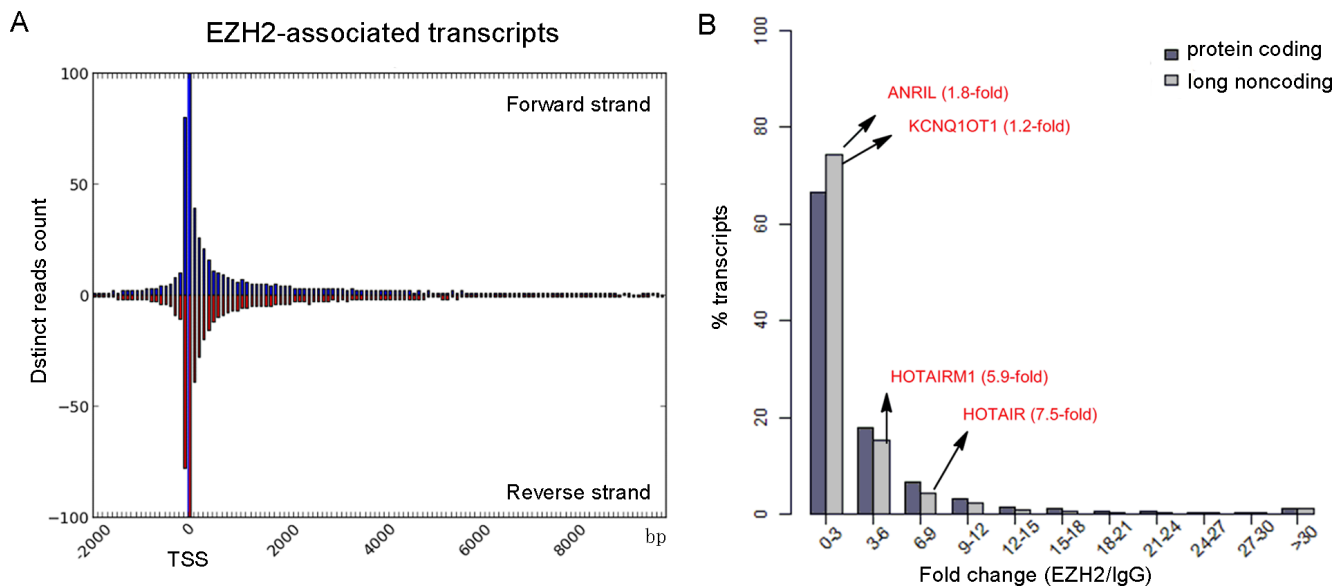 A
EZH2-associated transcripts
100
50
0
−50
−100
Dstinct reads count
Forward strand
Reverse strand
-2000
0
2000
4000
6000
8000
bp
TSS
B
protein coding
long noncoding
ANRIL (1.8-fold)
KCNQ1OT1 (1.2-fold)
HOTAIRM1 (5.9-fold)
HOTAIR (7.5-fold)
100
80
60
40
20
0
% transcripts
0-3
3-6
6-9
9-12
12-15
15-18
18-21
21-24
24-27
27-30
>30
Fold change (EZH2/IgG)